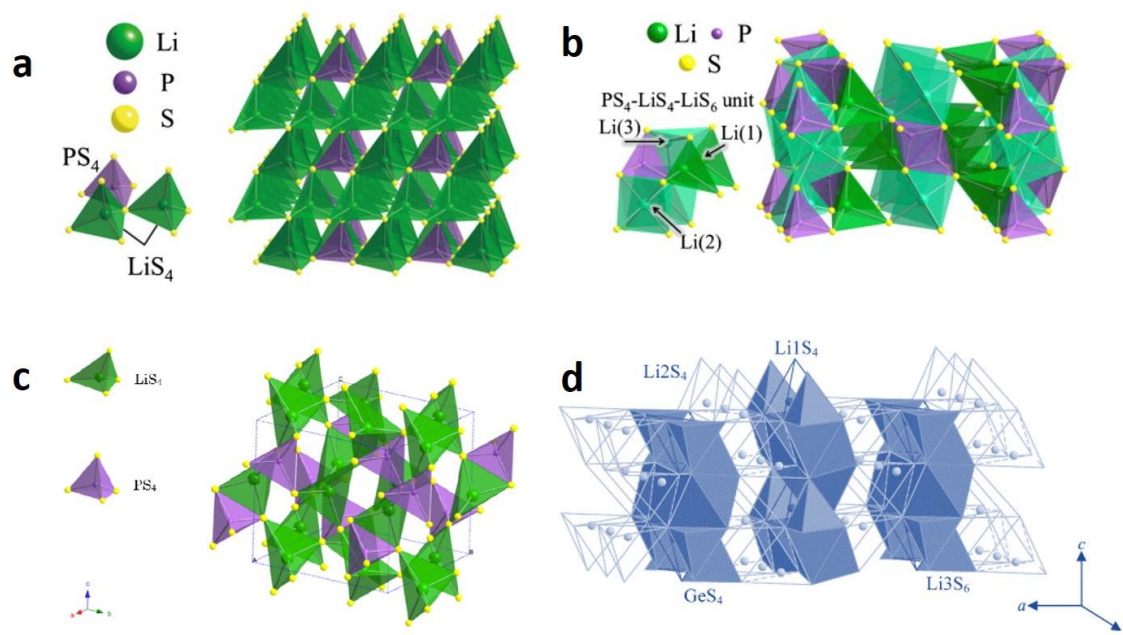 a
Li
P
S
PS₄
LiS₄
b
Li P
S
PS₄-LiS₄-LiS₆ unit
Li(3)
Li(1)
Li(2)
c
LiS₄
PS₄
c
a
b
C
A
B
d
Li1S₄
Li2S₄
GeS₄
Li3S₆
c
a